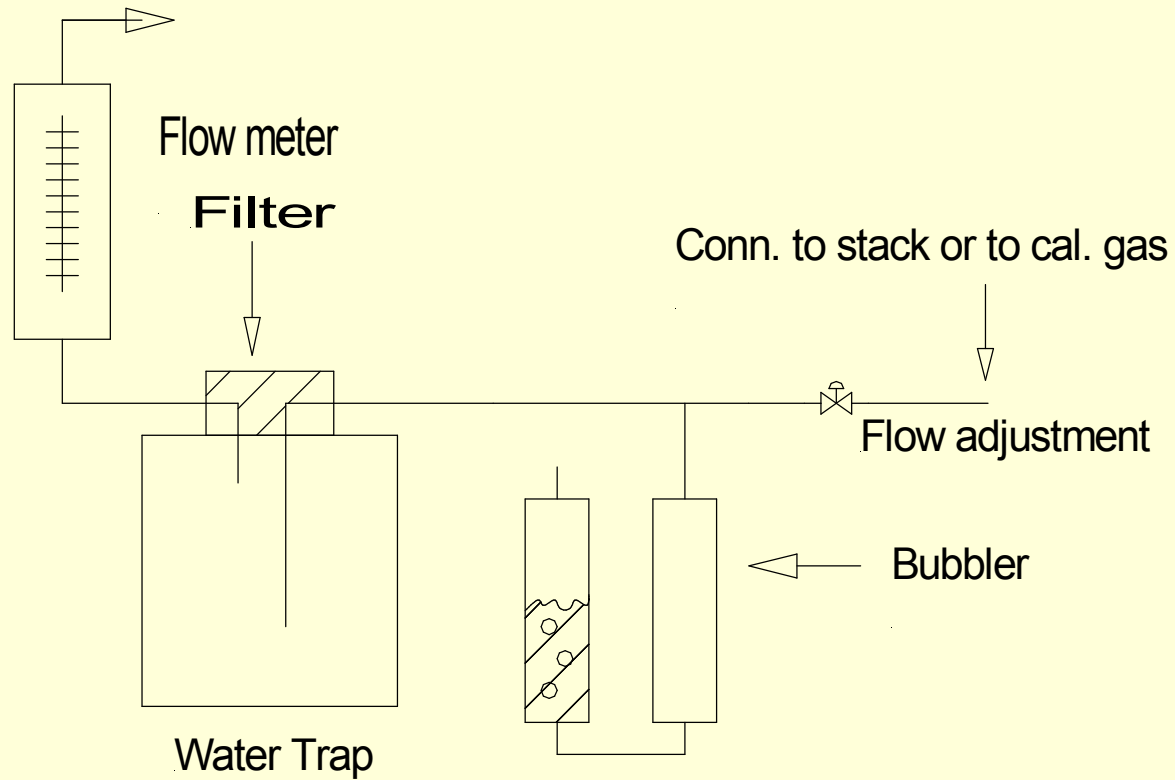 Flow meter
Filter
Conn. to stack or to cal. gas
Flow adjustment
Bubbler
Water Trap